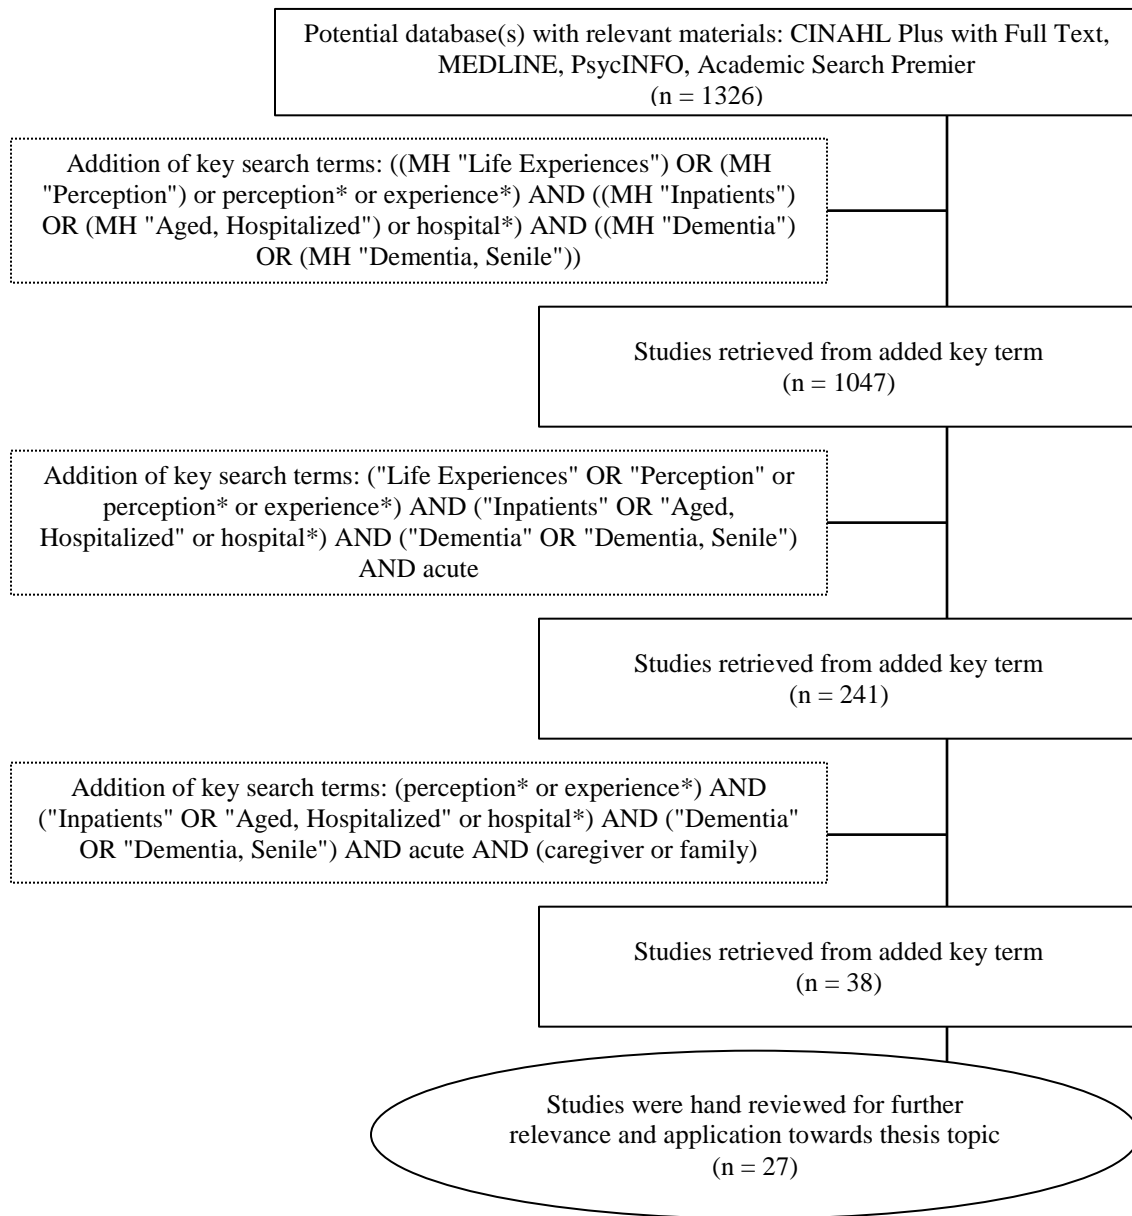 Potential database(s) with relevant materials: CINAHL Plus with Full Text,
MEDLINE, PsycINFO, Academic Search Premier
(n = 1326)
Addition of key search terms: ((MH "Life Experiences") OR (MH
"Perception") or perception* or experience*) AND ((MH "Inpatients")
OR (MH "Aged, Hospitalized") or hospital*) AND ((MH "Dementia")
OR (MH "Dementia, Senile"))
Studies retrieved from added key term
(n = 1047)
Addition of key search terms: ("Life Experiences" OR "Perception" or
perception* or experience*) AND ("Inpatients" OR "Aged,
Hospitalized" or hospital*) AND ("Dementia" OR "Dementia, Senile")
AND acute
Studies retrieved from added key term
(n = 241)
Addition of key search terms: (perception* or experience*) AND
("Inpatients" OR "Aged, Hospitalized" or hospital*) AND ("Dementia"
OR "Dementia, Senile") AND acute AND (caregiver or family)
Studies retrieved from added key term
(n = 38)
Studies were hand reviewed for further
relevance and application towards thesis topic
(n = 27)